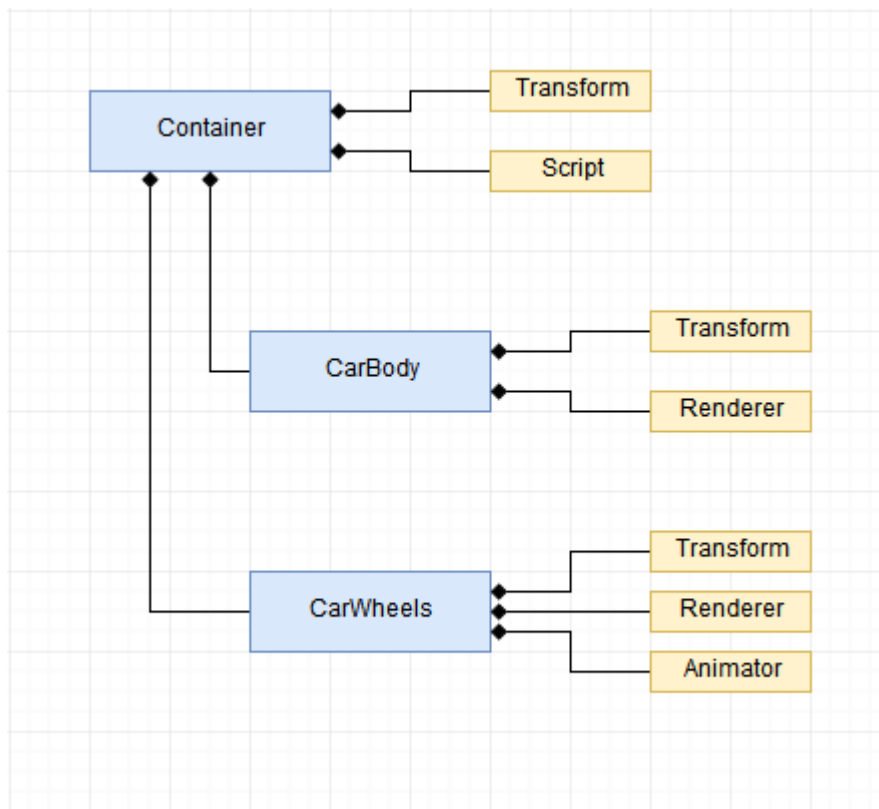 Transform
Container
Script
Transform
CarBody
Renderer
Transform
CarWheels
Renderer
Animator